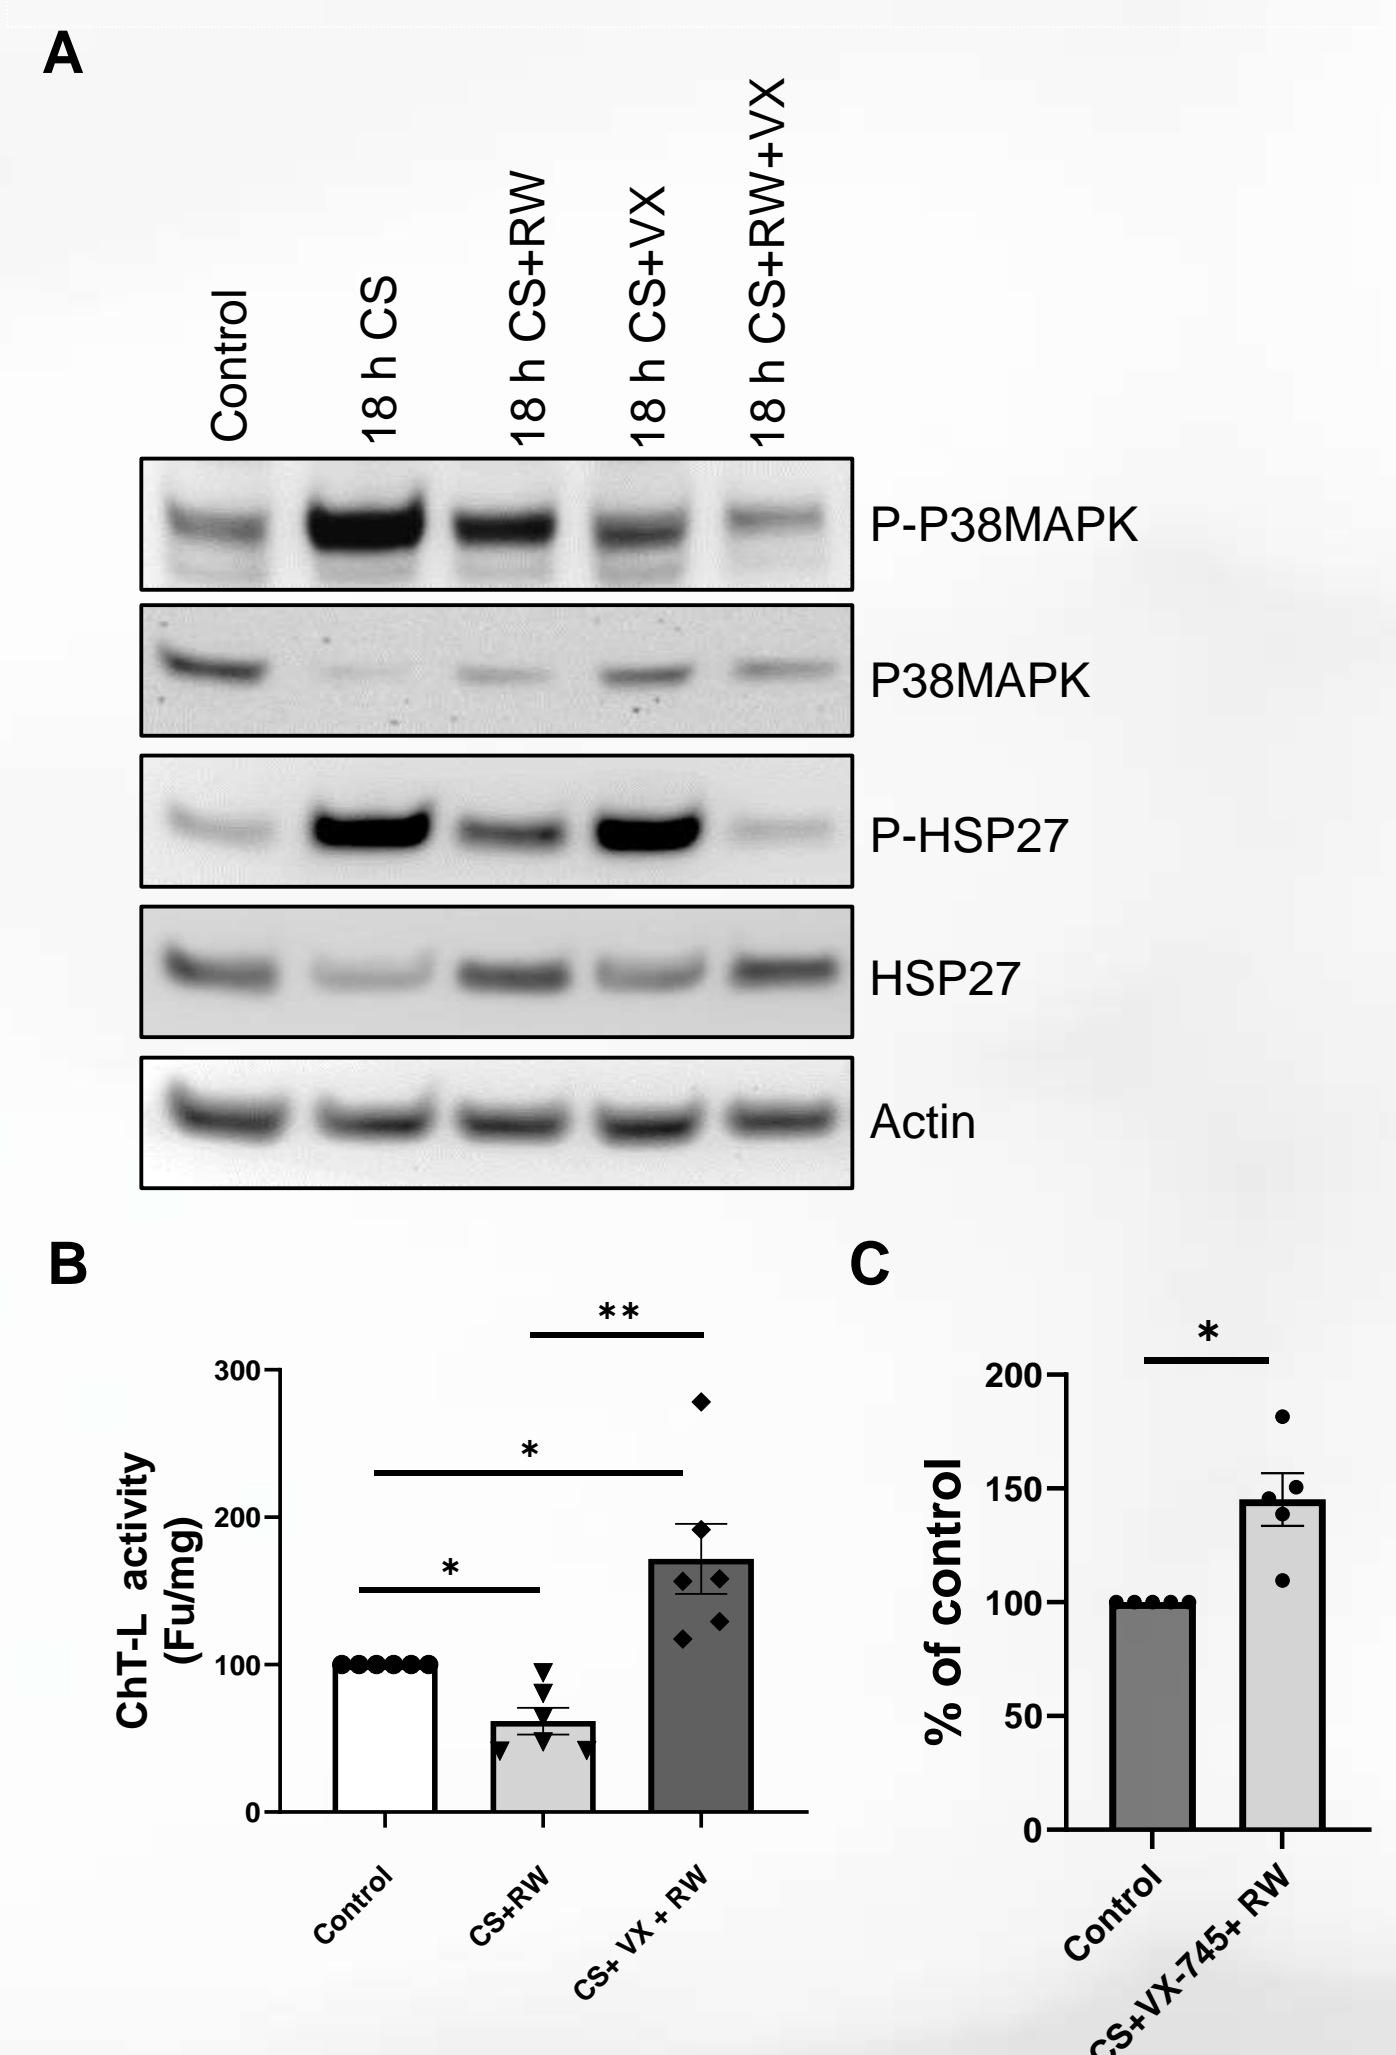 A
Control
18 h CS
18 h CS+RW
18 h CS+VX
18 h CS+RW+VX
P-P38MAPK
P38MAPK
P-HSP27
HSP27
Actin
B
**
*
*
300
200
100
0
ChT-L activity
(Fu/mg)
Control
CS+RW
CS+ VX + RW
C
*
200
150
100
50
0
% of control
Control
CS+VX-745+ RW